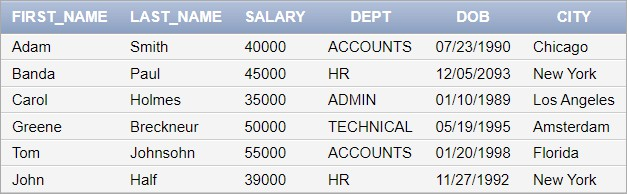 FIRST_NAME LAST_NAME SALARY DEPT DOB CITY
Adam Smith 40000 ACCOUNTS 07/23/1990 Chicago
Banda Paul 45000 HR 12/05/2093 New York
Carol Holmes 35000 ADMIN 01/10/1989 Los Angeles
Greene Breckneur 50000 TECHNICAL 05/19/1995 Amsterdam
Tom Johnsohn 55000 ACCOUNTS 01/20/1998 Florida
John Half 39000 HR 11/27/1992 New York